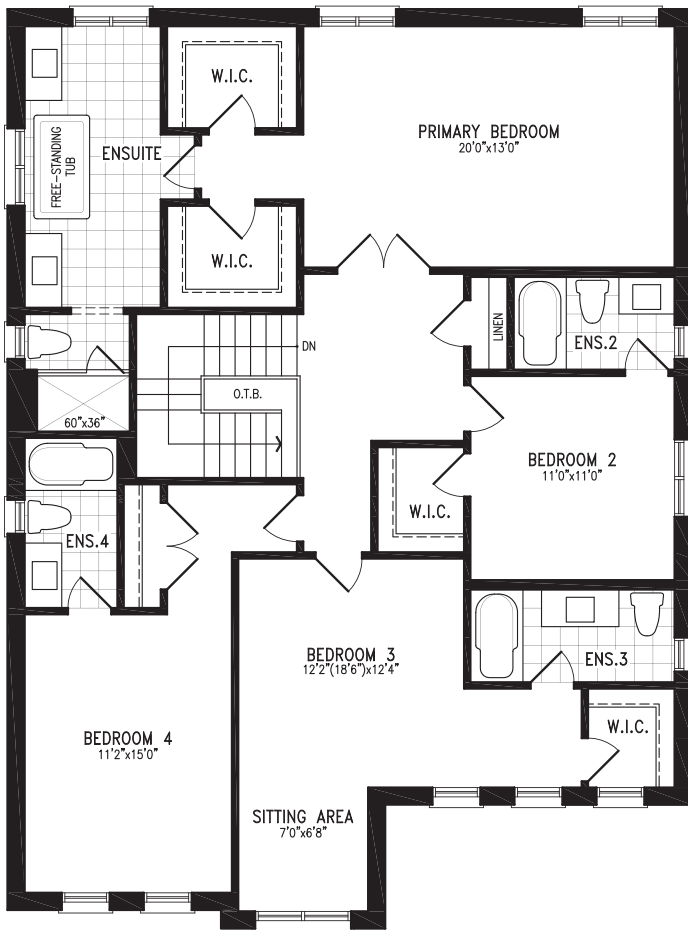 W.I.C.
PRIMARY BEDROOM
20'0"x13'0"
FREE-STANDING
TUB
ENSUITE
W.I.C.
LINEN
ENS.2
DN
O.T.B.
60"x36"
BEDROOM 2
11'0"x11'0"
W.I.C.
ENS.4
BEDROOM 3
12'2"(18'6")x12'4"
ENS.3
W.I.C.
BEDROOM 4
11'2"x15'0"
SITTING AREA
7'0"x6'8"